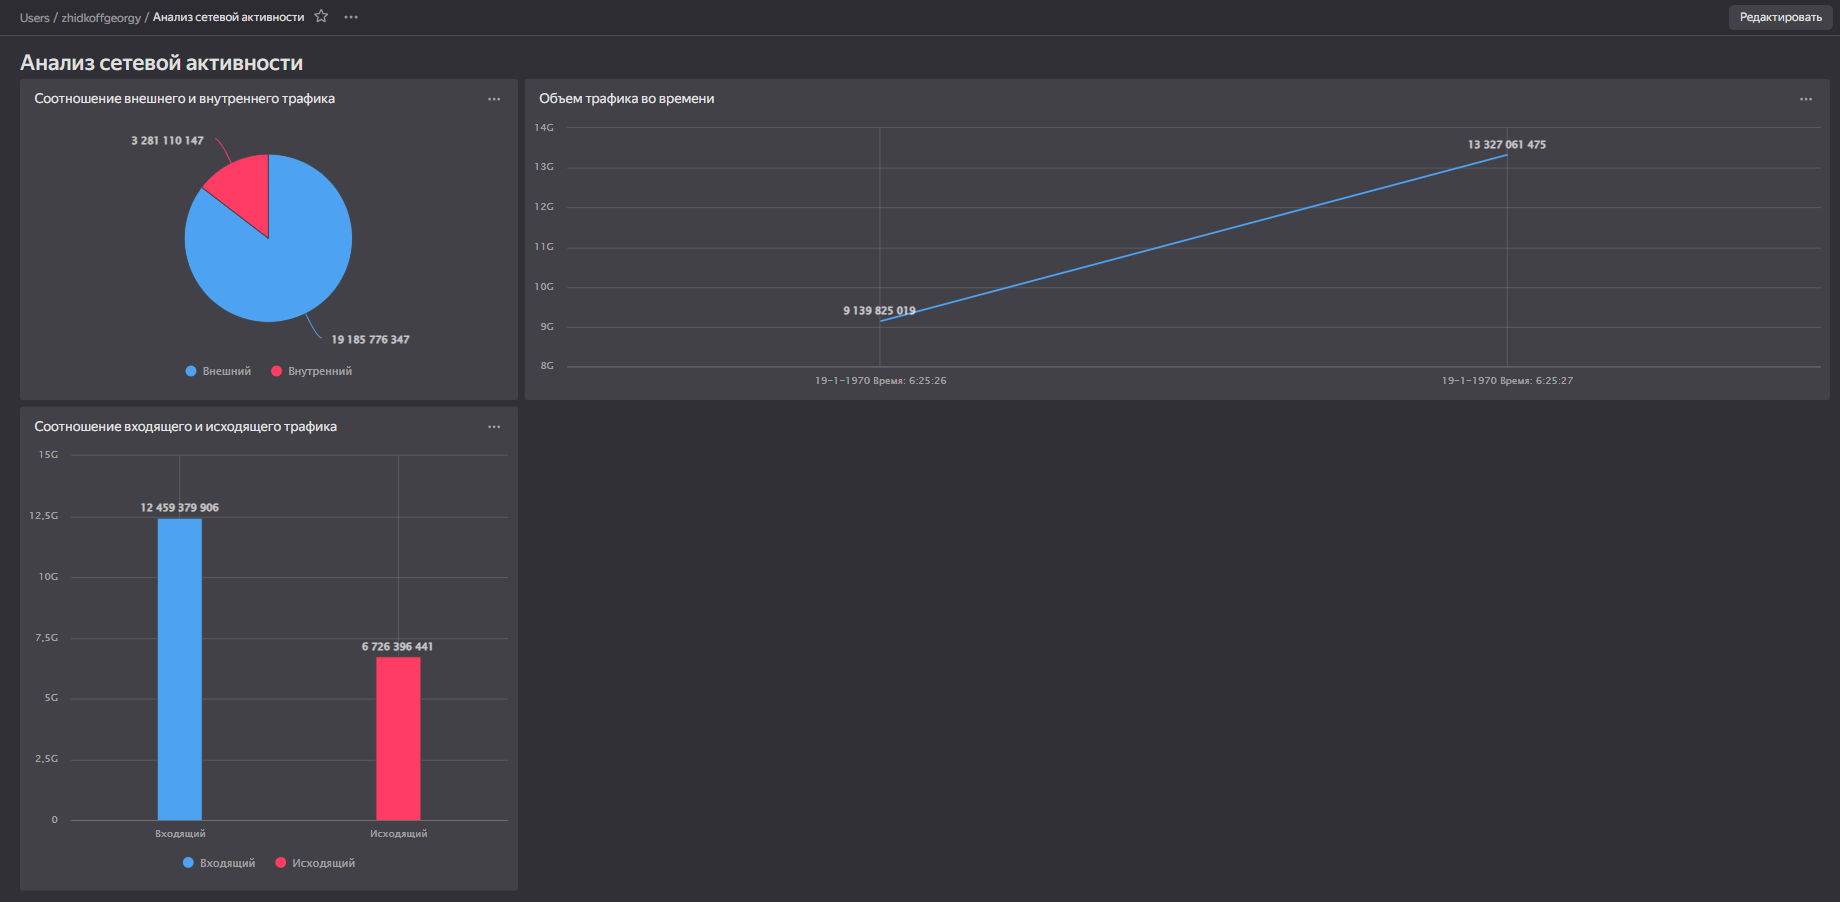 Users / zhidkoffgeorgy / Анализ сетевой активности
Редактировать
Анализ сетевой активности
Соотношение внешнего и внутреннего трафика
3 281 110 147
19 185 776 347
Внешний Внутренний
Объем трафика во времени
14G
13G
12G
11G
10G
9G
8G
13 327 061 475
9 139 825 019
19-1-1970 Время: 6:25:26 19-1-1970 Время: 6:25:27
Соотношение входящего и исходящего трафика
15G
12,5G
10G
7,5G
5G
2,5G
0
12 459 379 906
6 726 396 441
Входящий Исходящий
Входящий Исходящий